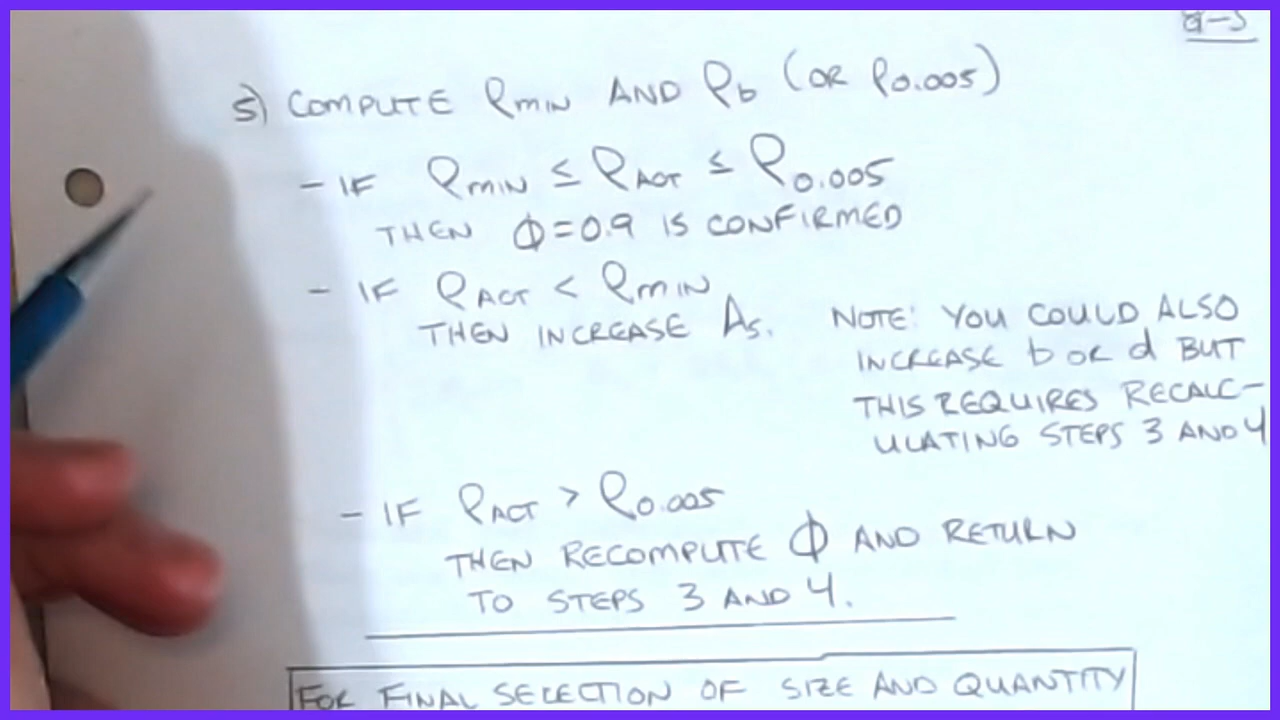 5) COMPUTE ρMIN AND ρb (OR ρ0.005)
- IF ρMIN ≤ ρACT ≤ ρ0.005
THEN ϕ=0.9 IS CONFIRMED
- IF ρACT < ρMIN
THEN INCREASE As.
NOTE: YOU COULD ALSO
INCREASE b OR d BUT
THIS REQUIRES RECALC-
ULATING STEPS 3 AND 4
- IF ρACT > ρ0.005
THEN RECOMPUTE ϕ AND RETURN
TO STEPS 3 AND 4.
FOR FINAL SELECTION OF SIZE AND QUANTITY